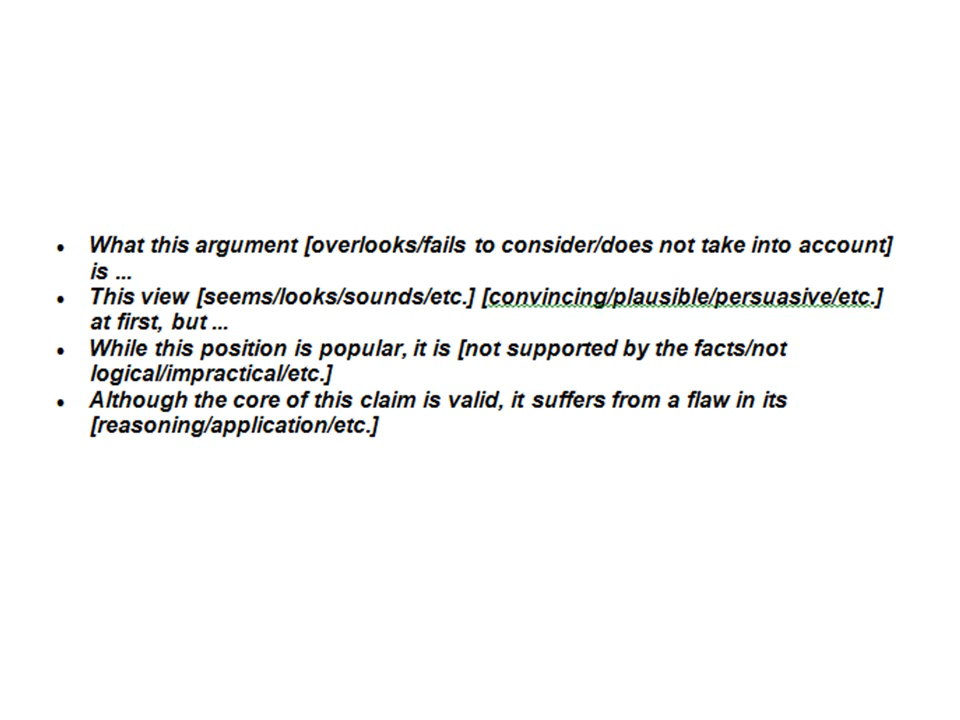 • What this argument [overlooks/fails to consider/does not take into account]
is ...
• This view [seems/looks/sounds/etc.] [convincing/plausible/persuasive/etc.]
at first, but ...
• While this position is popular, it is [not supported by the facts/not
logical/impractical/etc.]
• Although the core of this claim is valid, it suffers from a flaw in its
[reasoning/application/etc.]